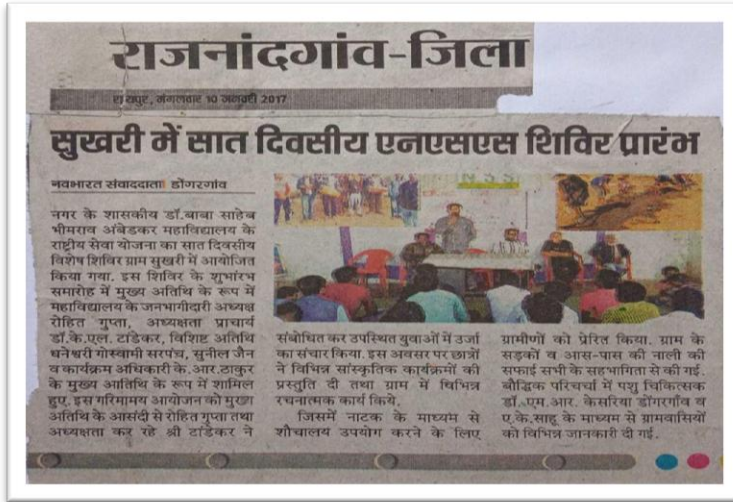 राजनांदगांव-जिला
रायपुर, मंगलवार 10 जनवरी 2017
सुखरी में सात दिवसीय एनएसएस शिविर प्रारंभ
नवभारत संवाददाता| डोंगरगांव
नगर के शासकीय डॉ.बाबा साहेब
भीमराव अंबेडकर महाविद्यालय के
राष्ट्रीय सेवा योजना का सात दिवसीय
विशेष शिविर ग्राम सुखरी में आयोजित
किया गया. इस शिविर के शुभांरभ
समारोह में मुख्य अतिथि के रूप में
महाविद्यालय के जनभागीदारी अध्यक्ष
रोहित गुप्ता, अध्यक्षता प्राचार्य
डॉ.के.एल. टांडेकर, विशिष्ट अतिथि
धनेश्वरी गोस्वामी सरपंच, सुनील जैन
व कार्यक्रम अधिकारी के.आर.ठाकुर
के मुख्य आतिथि के रूप में शामिल
हुए. इस गरिमामय आयोजन को मुख्य
अतिथि के आसंदी से रोहित गुप्ता तथा
अध्यक्षता कर रहे श्री टांडेकर ने
NSS
संबोधित कर उपस्थित युवाओं में उर्जा
का संचार किया. इस अवसर पर छात्रों
ने विभिन्न सांस्कृतिक कार्यक्रमों की
प्रस्तुति दी तथा ग्राम में विभिन्न
रचनात्मक कार्य किये.
जिसमें नाटक के माध्यम से
शौचालय उपयोग करने के लिए
ग्रामीणों को प्रेरित किया. ग्राम के
सड़कों व आस-पास की नाली की
सफाई सभी के सहभागिता से की गई.
बौद्धिक परिचर्चा में पशु चिकित्सक
डॉ.एम.आर. केसरिया डोंगरगाँव व
ए.के.साहू के माध्यम से ग्रामवासियों
को विभिन्न जानकारी दी गई.